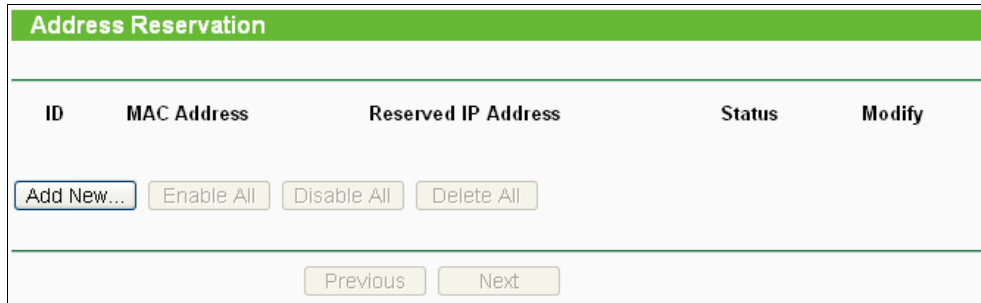 Address Reservation
ID MAC Address Reserved IP Address Status Modify
Add New... Enable All Disable All Delete All
Previous Next